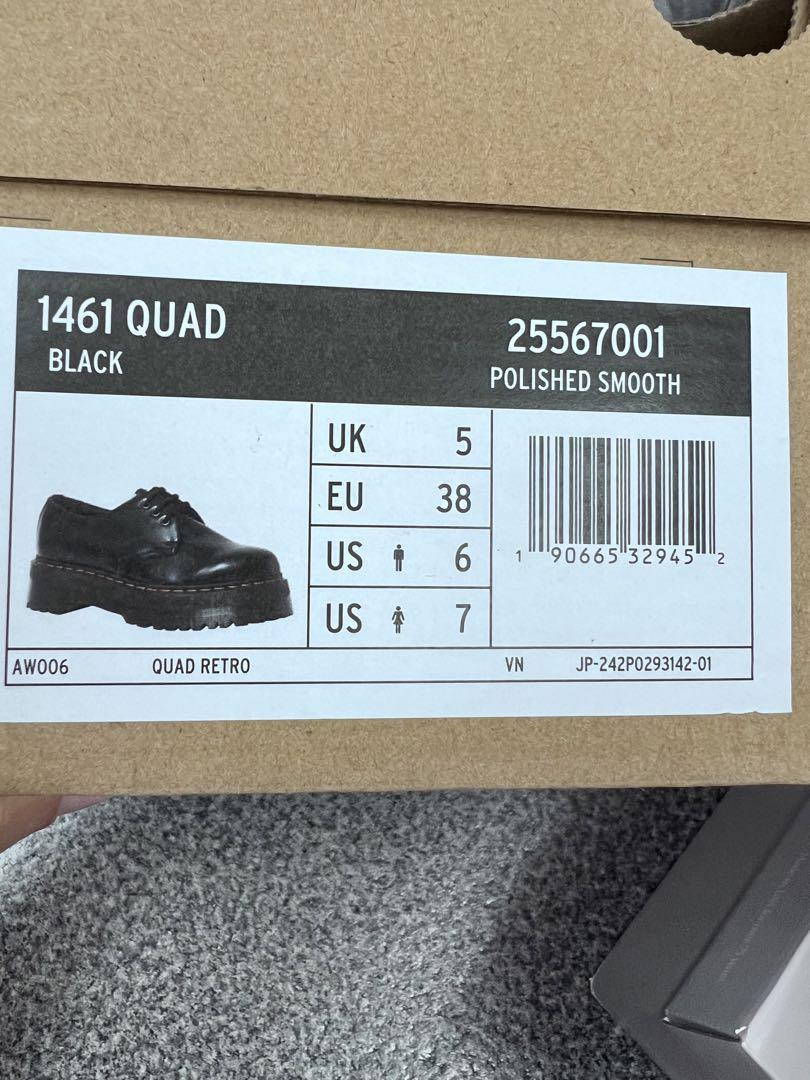 1461 QUAD
BLACK
25567001
POLISHED SMOOTH
UK 5
EU 38
US 6
US 7
1 90665 32945 2
AW006 QUAD RETRO VN JP-242P0293142-01